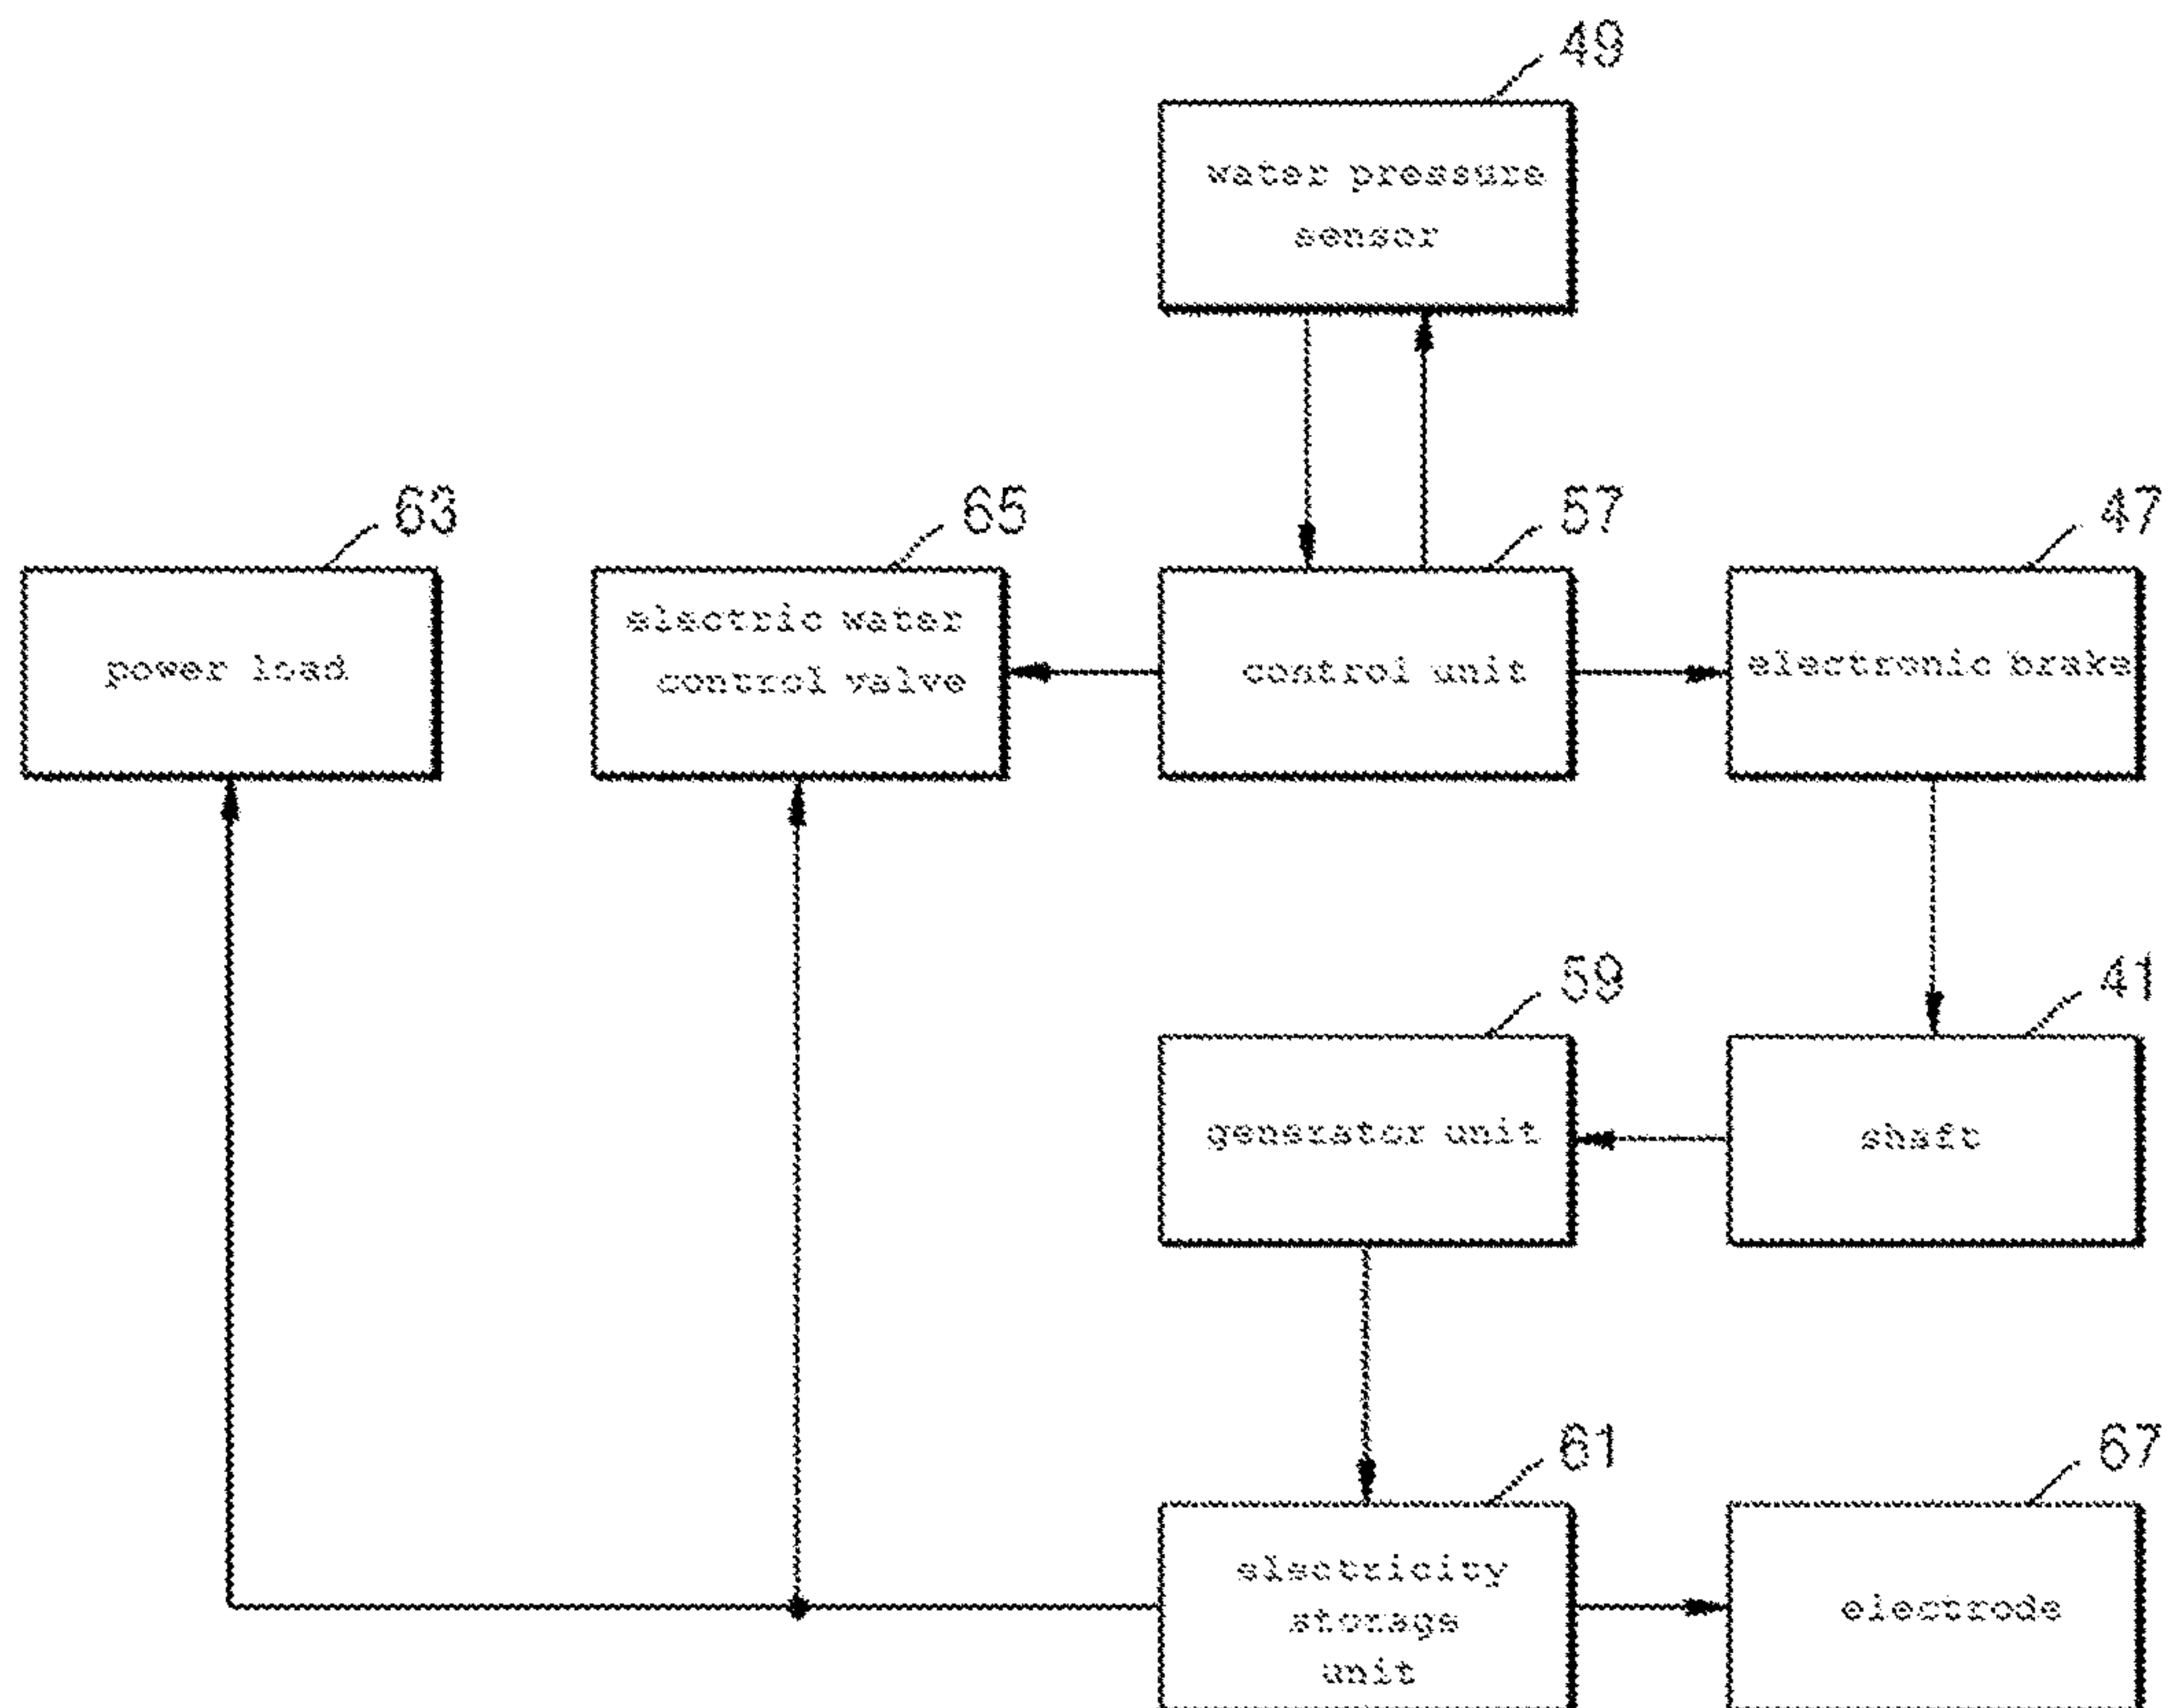 49
water pressure
sensor
63
65
57
47
power load
electric water
control valve
control unit
electronic brake
59
41
generator unit
shaft
61
67
electricity
storage
unit
electrode